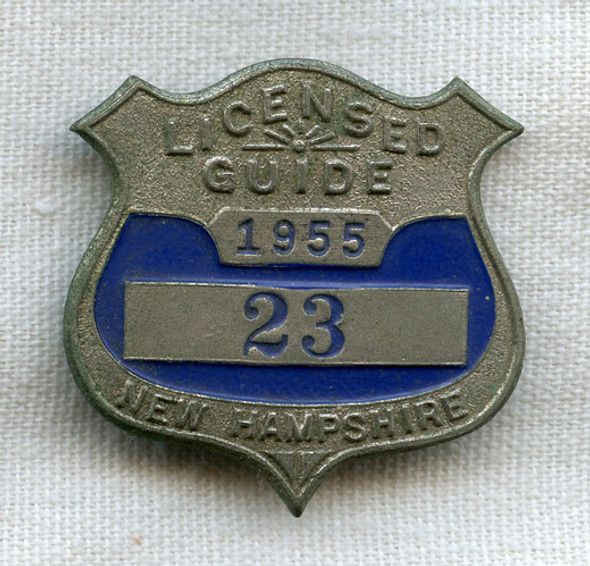 LICENSED
GUIDE
1955
23
NEW HAMPSHIRE